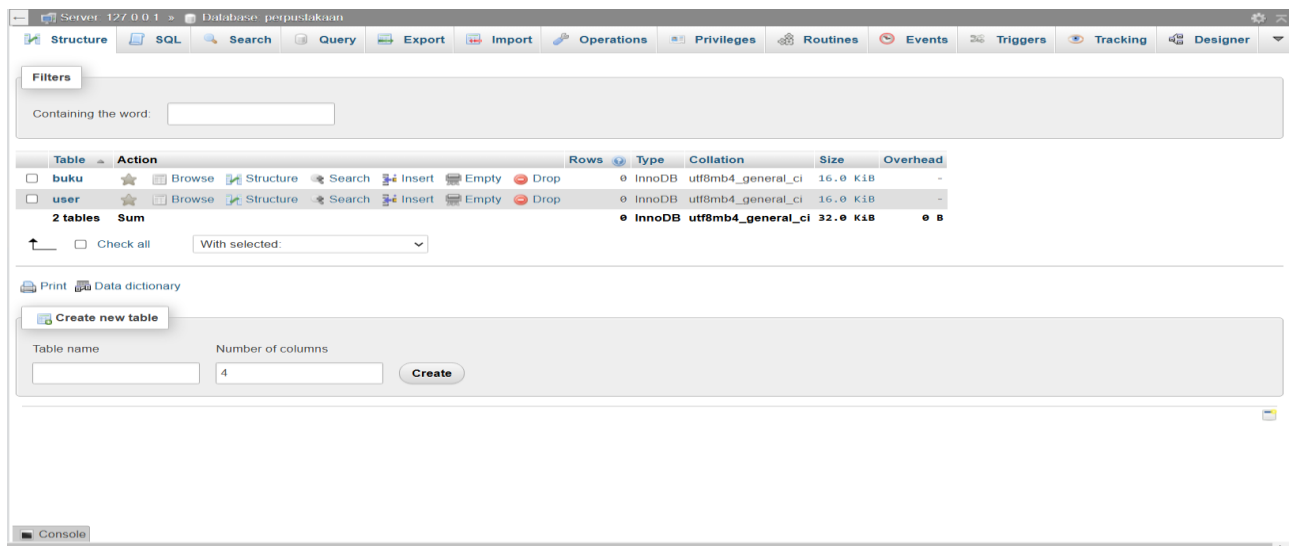 Server: 127.0.0.1 » Database: perpustakaan
Structure SQL Search Query Export Import Operations Privileges Routines Events Triggers Tracking Designer
Filters
Containing the word:
Table Action Rows Type Collation Size Overhead
buku Browse Structure Search Insert Empty Drop 0 InnoDB utf8mb4_general_ci 16.0 KiB -
user Browse Structure Search Insert Empty Drop 0 InnoDB utf8mb4_general_ci 16.0 KiB -
2 tables Sum 0 InnoDB utf8mb4_general_ci 32.0 KiB 0 B
Check all With selected:
Print Data dictionary
Create new table
Table name Number of columns
4 Create
Console